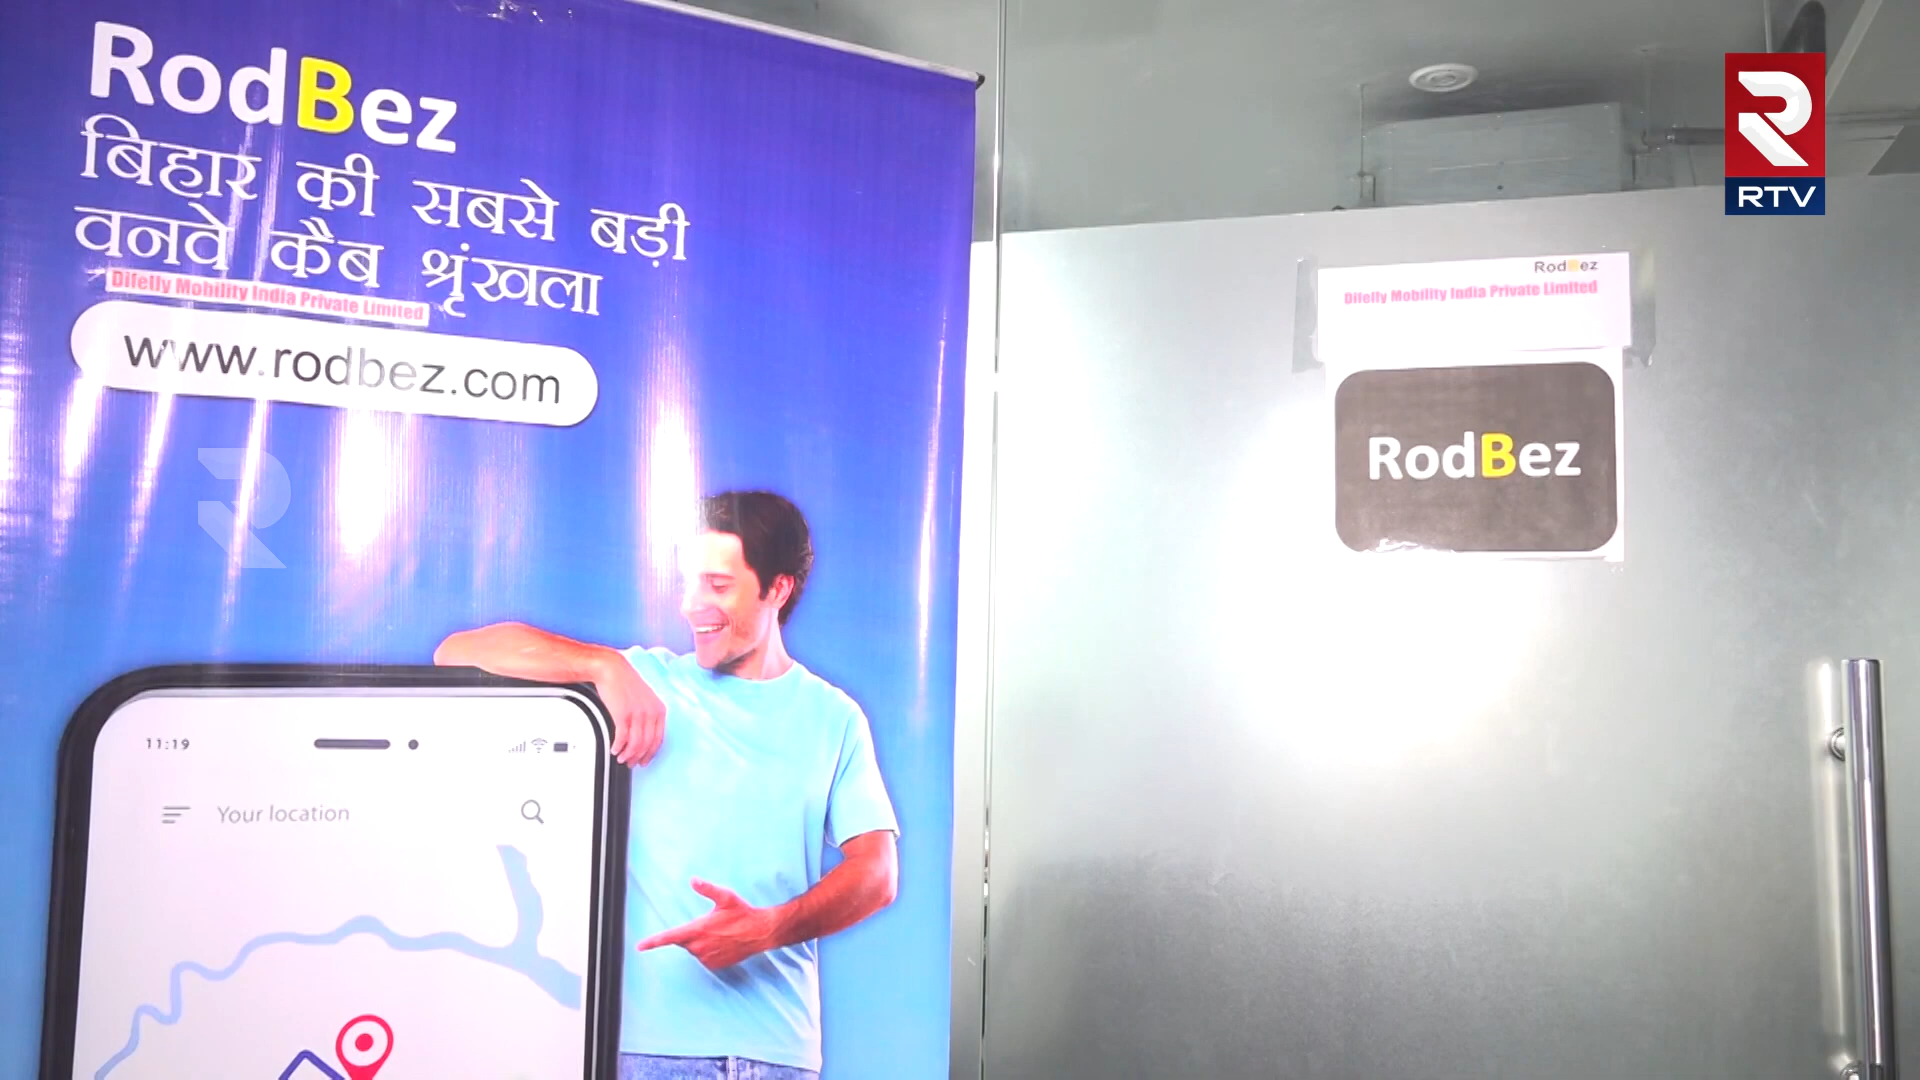 RodBez
बिहार की सबसे बड़ी
वनवे कैब श्रृंखला
Difelly Mobility India Private Limited
www.rodbez.com
11:19
Your location
RTV
RodBez
Difelly Mobility India Private Limited
RodBez